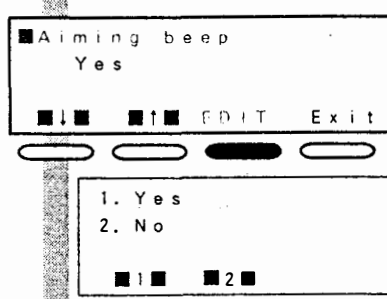 ■Aiming beep
Yes
■↓■ ■↑■ EDIT Exit
1. Yes
2. No
■1■ ■2■